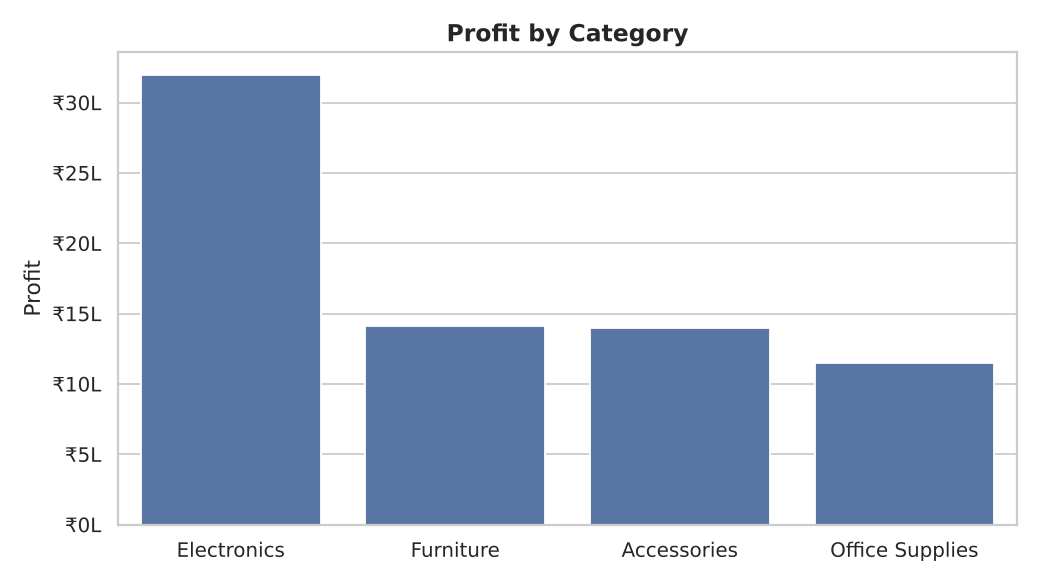 Profit by Category
Profit
₹30L
₹25L
₹20L
₹15L
₹10L
₹5L
₹0L
Electronics Furniture Accessories Office Supplies